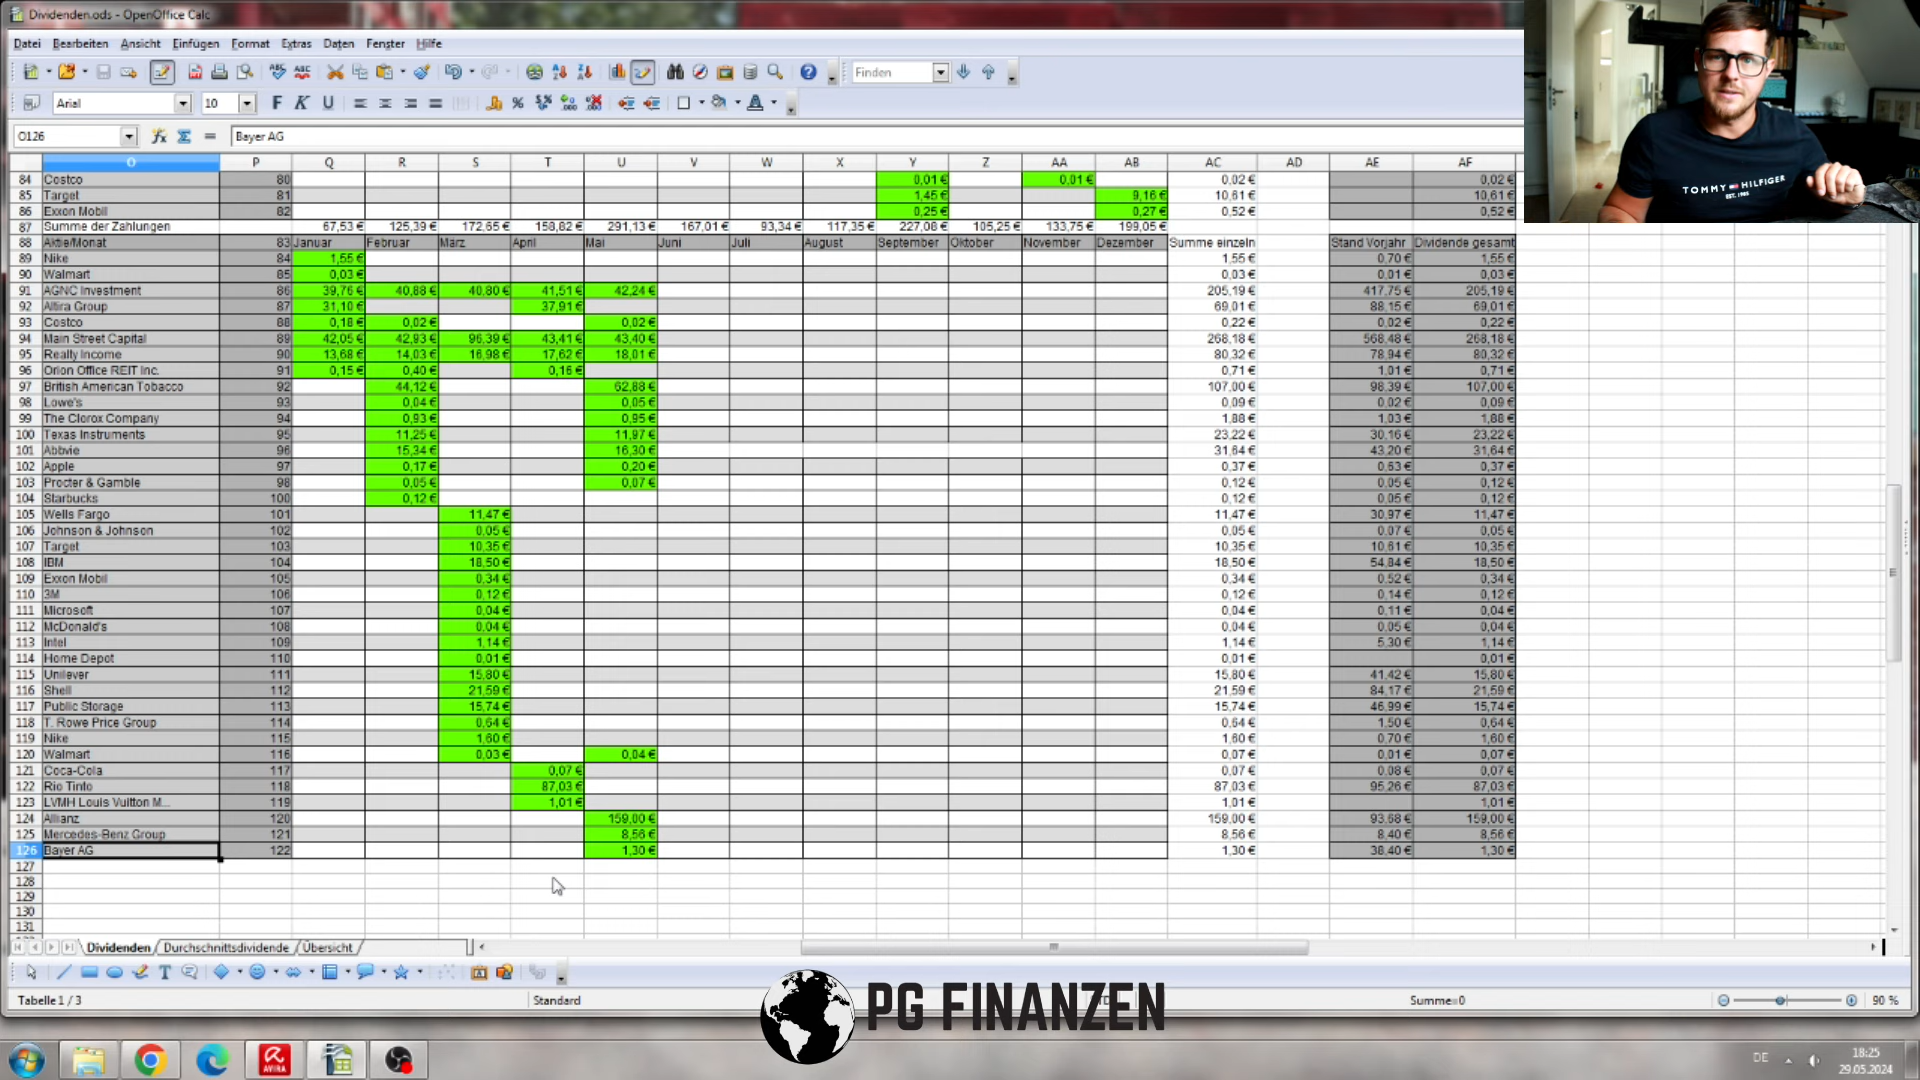 Dividenden.ods - OpenOffice Calc
Datei Bearbeiten Ansicht Einfügen Format Extras Daten Fenster Hilfe
Finden
Arial 10
O126 Bayer AG
O P Q R S T U V W X Y Z AA AB AC AD AE AF
84 Costco 80 0,01 € 0,01 € 0,02 € 0,02 €
85 Target 81 1,45 € 9,16 € 10,61 € 10,61 €
86 Exxon Mobil 82 0,25 € 0,27 € 0,52 € 0,52 €
87 Summe der Zahlungen 67,53 € 125,39 € 172,65 € 158,82 € 291,13 € 167,01 € 93,34 € 117,35 € 227,08 € 105,25 € 133,75 € 199,05 €
88 Aktie/Monat 83 Januar Februar März April Mai Juni Juli August September Oktober November Dezember Summe einzeln Stand Vorjahr Dividende gesamt
89 Nike 84 1,55 € 1,55 € 0,70 € 1,55 €
90 Walmart 85 0,03 € 0,03 € 0,01 € 0,03 €
91 AGNC Investment 86 39,76 € 40,88 € 40,80 € 41,51 € 42,24 € 205,19 € 417,75 € 205,19 €
92 Altira Group 87 31,10 € 37,91 € 69,01 € 88,15 € 69,01 €
93 Costco 88 0,18 € 0,02 € 0,02 € 0,22 € 0,02 € 0,22 €
94 Main Street Capital 89 42,05 € 42,93 € 96,39 € 43,41 € 43,40 € 268,18 € 568,48 € 268,18 €
95 Realty Income 90 13,68 € 14,03 € 16,98 € 17,62 € 18,01 € 80,32 € 78,94 € 80,32 €
96 Orion Office REIT Inc. 91 0,15 € 0,40 € 0,16 € 0,71 € 1,01 € 0,71 €
97 British American Tobacco 92 44,12 € 62,88 € 107,00 € 98,39 € 107,00 €
98 Lowe's 93 0,04 € 0,05 € 0,09 € 0,02 € 0,09 €
99 The Clorox Company 94 0,93 € 0,95 € 1,88 € 1,03 € 1,88 €
100 Texas Instruments 95 11,25 € 11,97 € 23,22 € 30,16 € 23,22 €
101 Abbvie 96 15,34 € 16,30 € 31,64 € 43,20 € 31,64 €
102 Apple 97 0,17 € 0,20 € 0,37 € 0,63 € 0,37 €
103 Procter & Gamble 98 0,05 € 0,07 € 0,12 € 0,05 € 0,12 €
104 Starbucks 100 0,12 € 0,12 € 0,05 € 0,12 €
105 Wells Fargo 101 11,47 € 11,47 € 30,97 € 11,47 €
106 Johnson & Johnson 102 0,05 € 0,05 € 0,07 € 0,05 €
107 Target 103 10,35 € 10,35 € 10,61 € 10,35 €
108 IBM 104 18,50 € 18,50 € 54,84 € 18,50 €
109 Exxon Mobil 105 0,34 € 0,34 € 0,52 € 0,34 €
110 3M 106 0,12 € 0,12 € 0,14 € 0,12 €
111 Microsoft 107 0,04 € 0,04 € 0,11 € 0,04 €
112 McDonald's 108 0,04 € 0,04 € 0,05 € 0,04 €
113 Intel 109 1,14 € 1,14 € 5,30 € 1,14 €
114 Home Depot 110 0,01 € 0,01 € 0,01 €
115 Unilever 111 15,80 € 15,80 € 41,42 € 15,80 €
116 Shell 112 21,59 € 21,59 € 84,17 € 21,59 €
117 Public Storage 113 15,74 € 15,74 € 46,99 € 15,74 €
118 T. Rowe Price Group 114 0,64 € 0,64 € 1,50 € 0,64 €
119 Nike 115 1,60 € 1,60 € 0,70 € 1,60 €
120 Walmart 116 0,03 € 0,04 € 0,07 € 0,01 € 0,07 €
121 Coca-Cola 117 0,07 € 0,07 € 0,08 € 0,07 €
122 Rio Tinto 118 87,03 € 87,03 € 95,26 € 87,03 €
123 LVMH Louis Vuitton M... 119 1,01 € 1,01 € 1,01 €
124 Allianz 120 159,00 € 159,00 € 93,68 € 159,00 €
125 Mercedes-Benz Group 121 8,56 € 8,56 € 8,40 € 8,56 €
126 Bayer AG 122 1,30 € 1,30 € 38,40 € 1,30 €
127
128
129
130
131
Dividenden Durchschnittsdividende Übersicht
Tabelle 1 / 3 Standard Summe=0 90 %
PG FINANZEN
TOMMY HILFIGER
EST. 1985
AVIRA
DE 18:25
29.05.2024